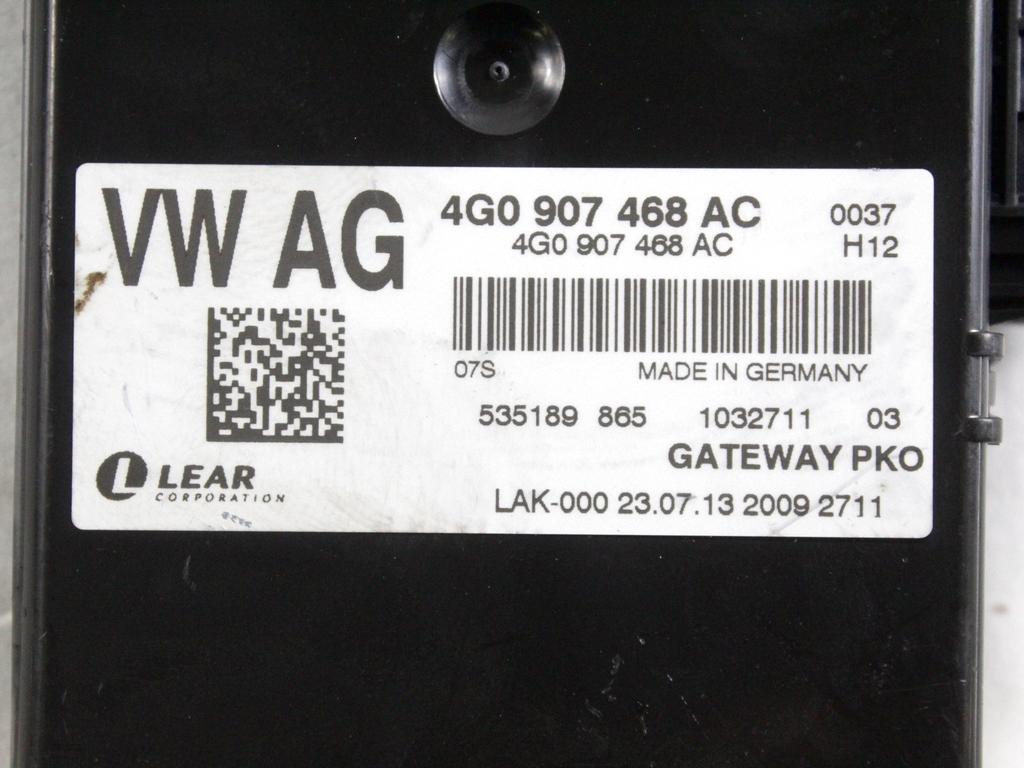 VW AG
4G0 907 468 AC 0037
4G0 907 468 AC H12
07S MADE IN GERMANY
535189 865 1032711 03
GATEWAY PKO
LEAR
CORPORATION
LAK-000 23.07.13 2009 2711